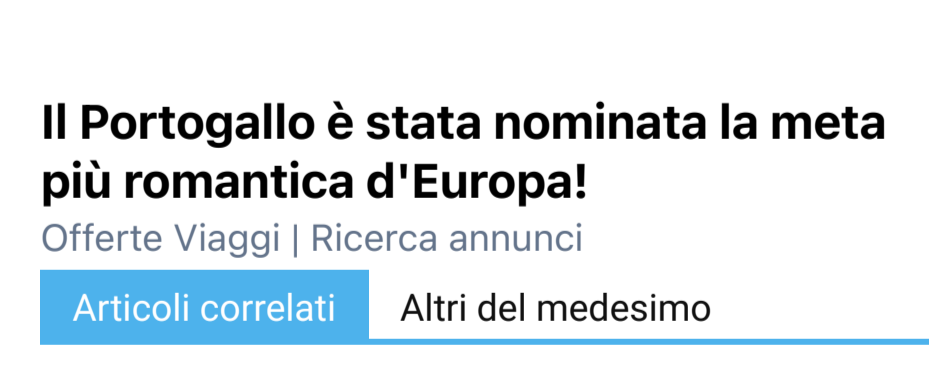 Il Portogallo è stata nominata la meta
più romantica d'Europa!
Offerte Viaggi | Ricerca annunci
Articoli correlati
Altri del medesimo